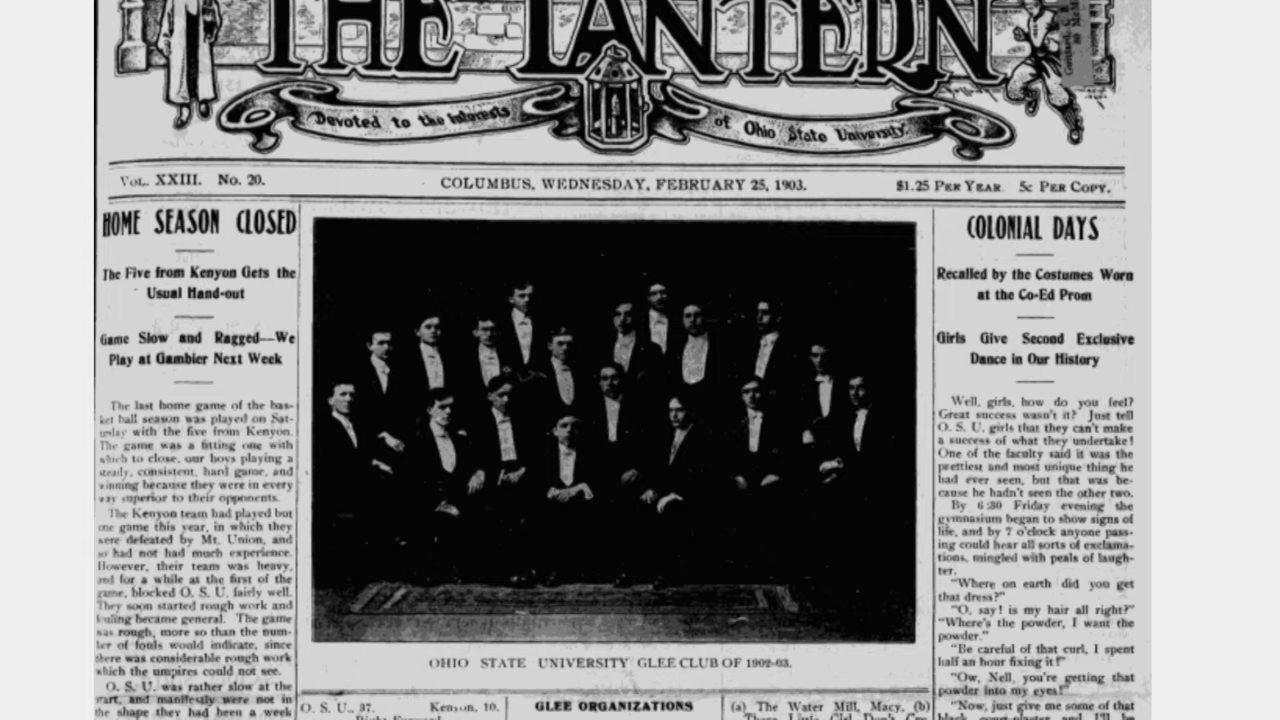 THE LANTERN
Devoted to the interests of Ohio State University
VOL. XXIII. No. 20.
COLUMBUS, WEDNESDAY, FEBRUARY 25, 1903.
$1.25 PER YEAR. 5c PER COPY.
HOME SEASON CLOSED
The Five from Kenyon Gets the
Usual Hand-out
Game Slow and Ragged—We
Play at Gambier Next Week
The last home game of the bas-
ket ball season was played on Sat-
urday with the five from Kenyon.
The game was a fitting one with
which to close, our boys playing a
steady, consistent, hard game, and
winning because they were in every
way superior to their opponents.
The Kenyon team had played but
one game this year, in which they
were defeated by Mt. Union, and
so had not had much experience.
However, their team was heavy,
and for a while at the first of the
game, blocked O. S. U. fairly well.
They soon started rough work and
fouling became general. The game
was rough, more so than the num-
ber of fouls would indicate, since
there was considerable rough work
which the umpires could not see.
O. S. U. was rather slow at the
start, and manifestly were not in
the shape they had been a week
OHIO STATE UNIVERSITY GLEE CLUB OF 1902-03.
O. S. U., 37. Kenyon, 10.
Right Forward
GLEE ORGANIZATIONS
(a) The Water Mill, Macy, (b)
COLONIAL DAYS
Recalled by the Costumes Worn
at the Co-Ed Prom
Girls Give Second Exclusive
Dance in Our History
Well, girls, how do you feel?
Great success wasn't it? Just tell
O. S. U. girls that they can't make
a success of what they undertake!
One of the faculty said it was the
prettiest and most unique thing he
had ever seen, but that was be-
cause he hadn't seen the other two.
By 6:30 Friday evening the
gymnasium began to show signs of
life, and by 7 o'clock anyone pass-
ing could hear all sorts of exclama-
tions, mingled with peals of laugh-
ter.
"Where on earth did you get
that dress?"
"O, say! is my hair all right?"
"Where's the powder, I want the
powder."
"Be careful of that curl, I spent
half an hour fixing it!"
"Ow, Nell, you're getting that
powder into my eyes!"
"Now, just give me some of that